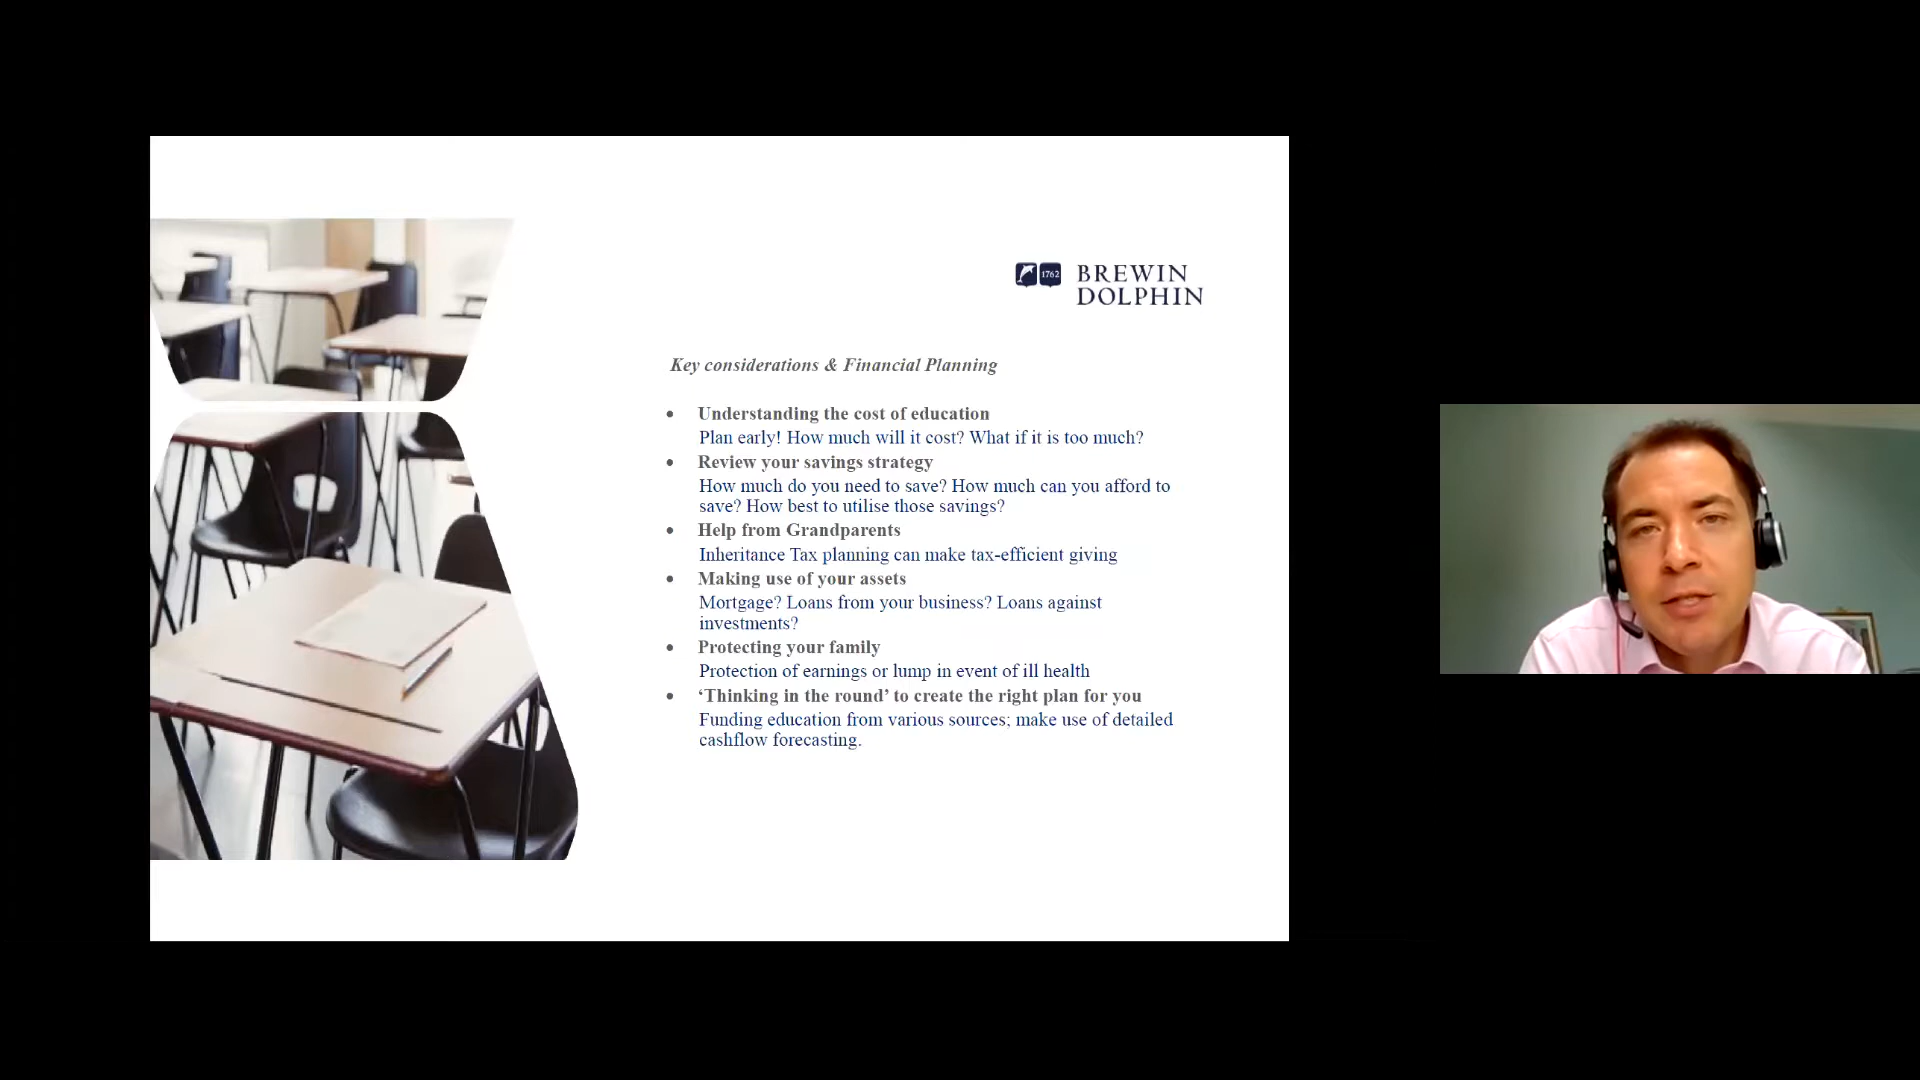 1762
BREWIN
DOLPHIN
Key considerations & Financial Planning
• Understanding the cost of education
Plan early! How much will it cost? What if it is too much?
• Review your savings strategy
How much do you need to save? How much can you afford to
save? How best to utilise those savings?
• Help from Grandparents
Inheritance Tax planning can make tax-efficient giving
• Making use of your assets
Mortgage? Loans from your business? Loans against
investments?
• Protecting your family
Protection of earnings or lump in event of ill health
• ‘Thinking in the round’ to create the right plan for you
Funding education from various sources; make use of detailed
cashflow forecasting.